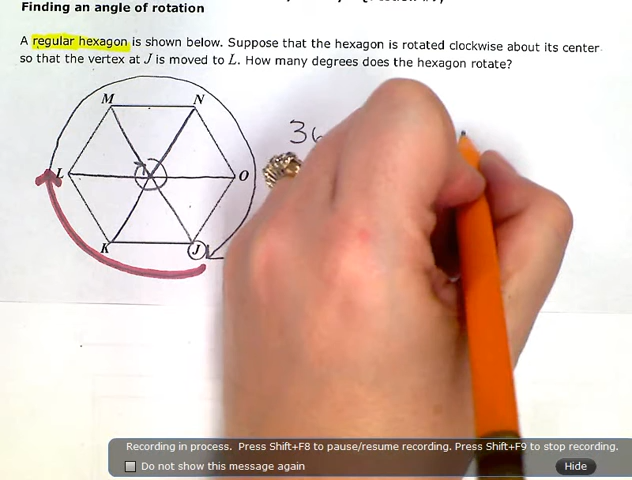 Finding an angle of rotation
A regular hexagon is shown below. Suppose that the hexagon is rotated clockwise about its center
so that the vertex at J is moved to L. How many degrees does the hexagon rotate?
M N
36
L O
K J
Recording in process. Press Shift+F8 to pause/resume recording. Press Shift+F9 to stop recording.
Do not show this message again
Hide